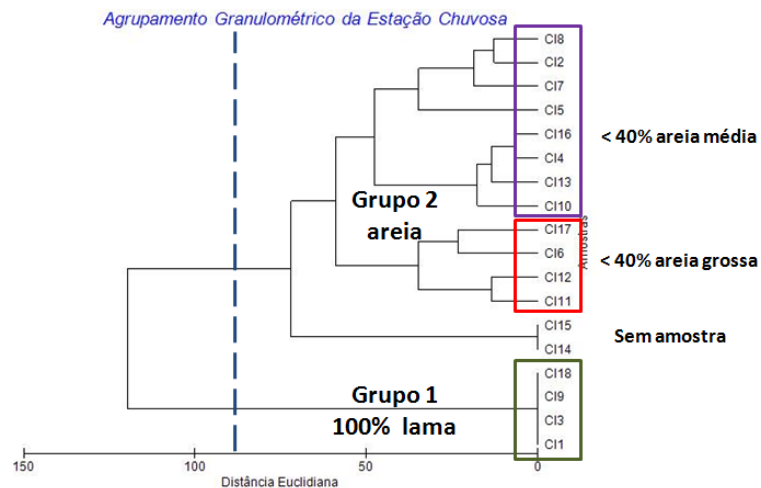 Agrupamento Granulométrico da Estação Chuvosa
CI8
CI2
CI7
CI5
CI16
CI4
CI13
CI10
CI17
CI6
CI12
CI11
CI15
CI14
CI18
CI9
CI3
CI1
Amostras
< 40% areia média
< 40% areia grossa
Sem amostra
Grupo 2
areia
Grupo 1
100% lama
150
100
50
0
Distância Euclidiana